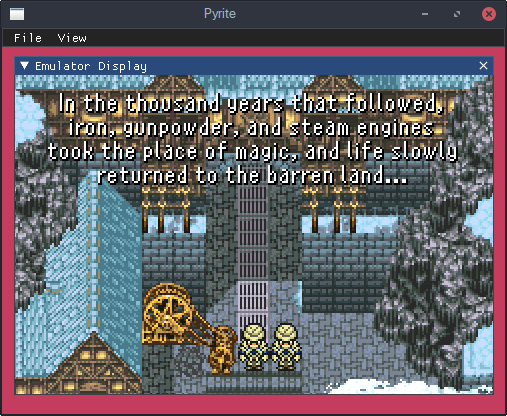 Pyrite
File View
Emulator Display
In the thousand years that followed,
iron, gunpowder, and steam engines
took the place of magic, and life slowly
returned to the barren land...